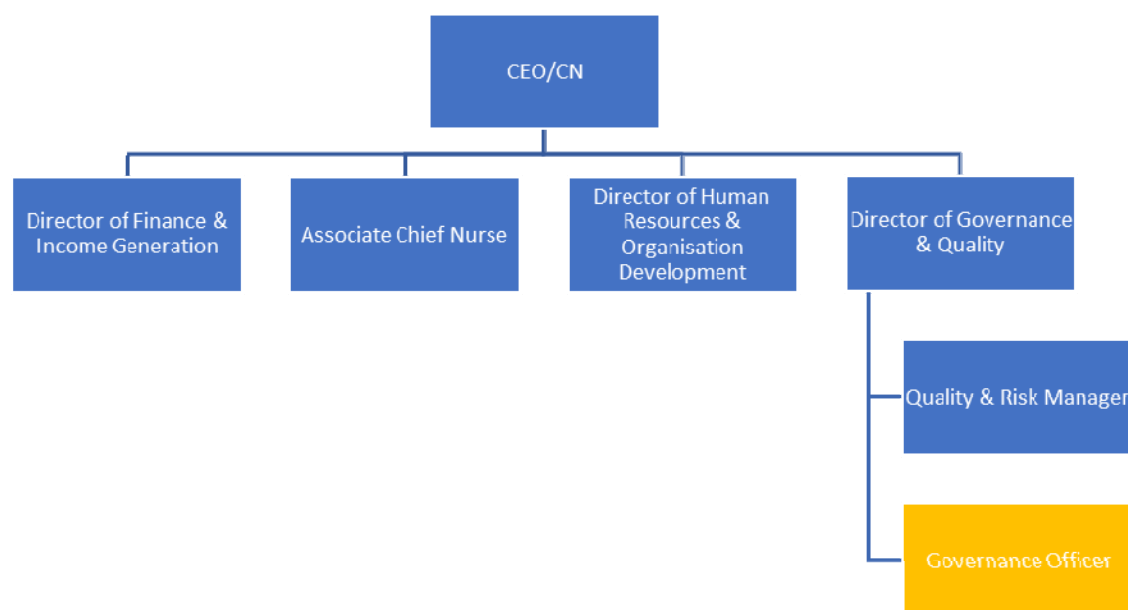 CEO/CN
Director of Finance &
Income Generation
Associate Chief Nurse
Director of Human
Resources &
Organisation
Development
Director of Governance
& Quality
Quality & Risk Manager
Governance Officer